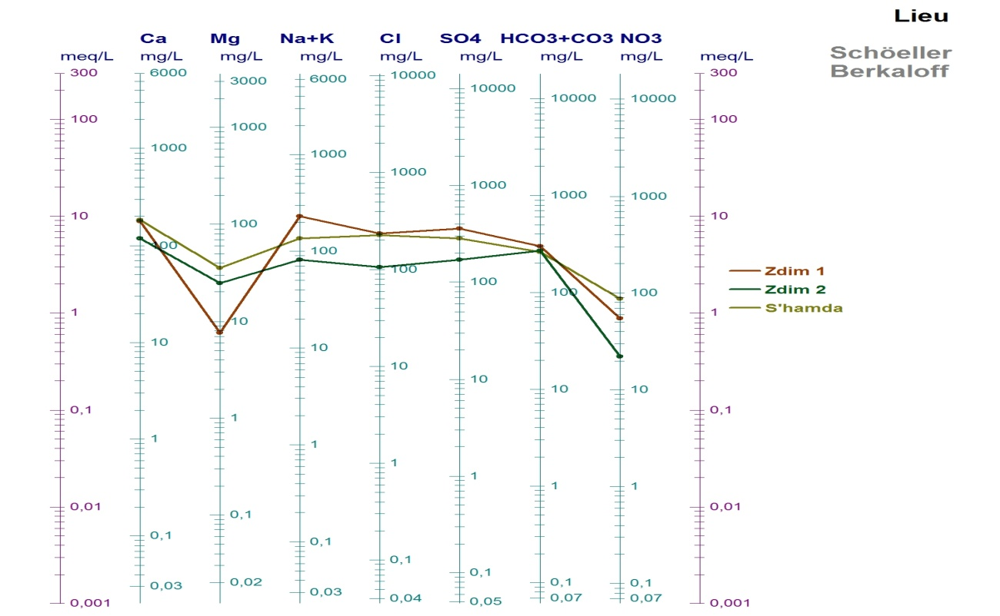 Lieu
Schöeller
Berkaloff
Ca Mg Na+K Cl SO4 HCO3+CO3 NO3
meq/L mg/L mg/L mg/L mg/L mg/L mg/L mg/L meq/L
300 6000 3000 6000 10000 10000 10000 10000 300
100 1000 1000 1000 1000 1000 1000 1000 100
10 100 100 100 100 100 100 100 10
1 10 10 10 10 10 10 10 1
0,1 1 1 1 1 1 1 1 0,1
0,01 0,1 0,1 0,1 0,1 0,1 0,1 0,1 0,01
0,001 0,03 0,02 0,03 0,04 0,05 0,07 0,07 0,001
Zdim 1
Zdim 2
S'hamda